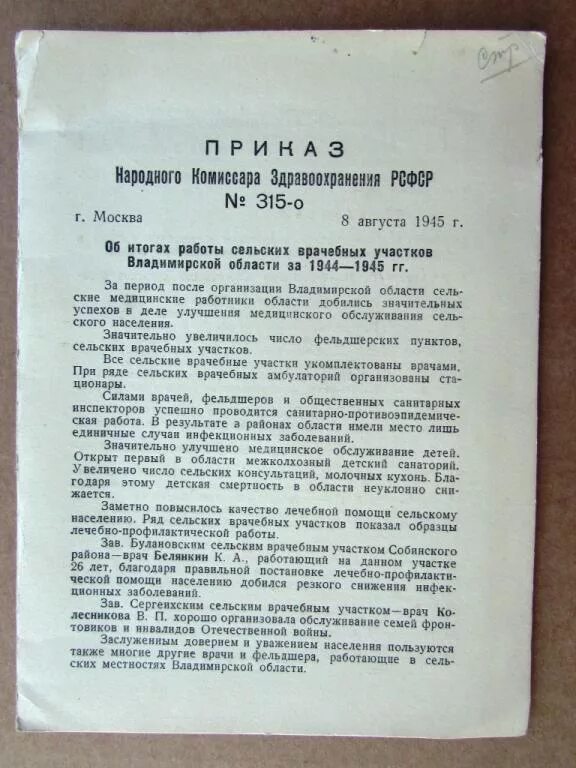 Стр
ПРИКАЗ
Народного Комиссара Здравоохранения РСФСР
№ 315-о
г. Москва 8 августа 1945 г.
Об итогах работы сельских врачебных участков
Владимирской области за 1944—1945 гг.
За период после организации Владимирской области сель-
ские медицинские работники области добились значительных
успехов в деле улучшения медицинского обслуживания сель-
ского населения.
Значительно увеличилось число фельдшерских пунктов,
сельских врачебных участков.
Все сельские врачебные участки укомплектованы врачами.
При ряде сельских врачебных амбулаторий организованы ста-
ционары.
Силами врачей, фельдшеров и общественных санитарных
инспекторов успешно проводится санитарно-противоэпидемиче-
ская работа. В результате в районах области имели место лишь
единичные случаи инфекционных заболеваний.
Значительно улучшено медицинское обслуживание детей.
Открыт первый в области межколхозный детский санаторий.
Увеличено число сельских консультаций, молочных кухонь. Бла-
годаря этому детская смертность в области неуклонно сни-
жается.
Заметно повысилось качество лечебной помощи сельскому
населению. Ряд сельских врачебных участков показал образцы
лечебно-профилактической работы.
Зав. Булановским сельским врачебным участком Собинского
района—врач Белянкин К. А., работающий на данном участке
26 лет, благодаря правильной постановке лечебно-профилакти-
ческой помощи населению добился резкого снижения инфек-
ционных заболеваний.
Зав. Сергеихским сельским врачебным участком—врач Ко-
лесникова В. П. хорошо организовала обслуживание семей фрон-
товиков и инвалидов Отечественной войны.
Заслуженным доверием и уважением населения пользуются
также многие другие врачи и фельдшера, работающие в сель-
ских местностях Владимирской области.